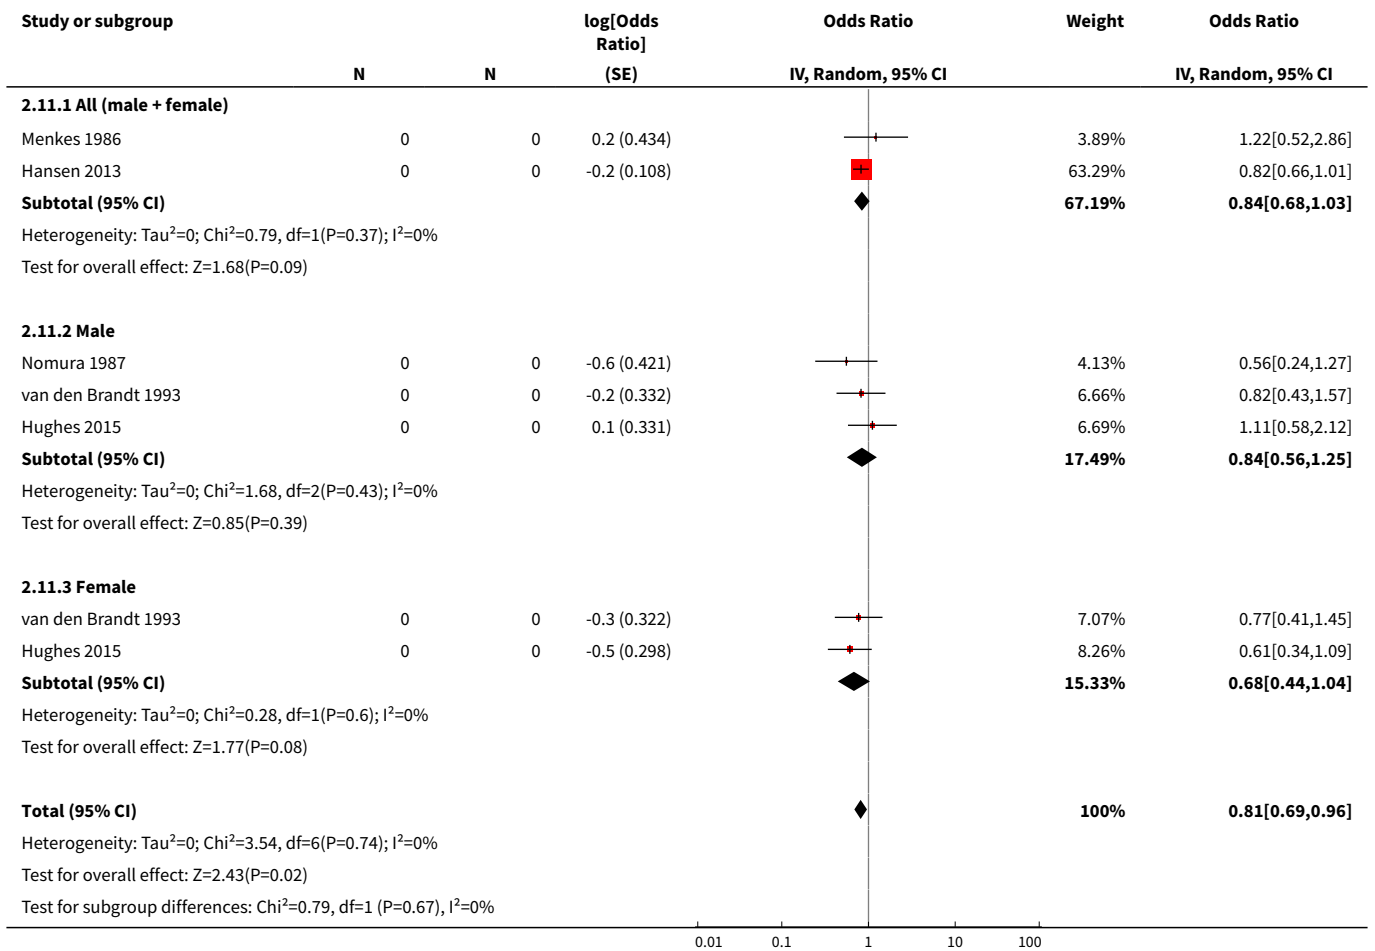 Study or subgroup log[Odds Ratio] Odds Ratio Weight Odds Ratio
N N (SE) IV, Random, 95% CI IV, Random, 95% CI
2.11.1 All (male + female)
Menkes 1986 0 0 0.2 (0.434) 3.89% 1.22[0.52,2.86]
Hansen 2013 0 0 -0.2 (0.108) 63.29% 0.82[0.66,1.01]
Subtotal (95% CI) 67.19% 0.84[0.68,1.03]
Heterogeneity: Tau²=0; Chi²=0.79, df=1(P=0.37); I²=0%
Test for overall effect: Z=1.68(P=0.09)
2.11.2 Male
Nomura 1987 0 0 -0.6 (0.421) 4.13% 0.56[0.24,1.27]
van den Brandt 1993 0 0 -0.2 (0.332) 6.66% 0.82[0.43,1.57]
Hughes 2015 0 0 0.1 (0.331) 6.69% 1.11[0.58,2.12]
Subtotal (95% CI) 17.49% 0.84[0.56,1.25]
Heterogeneity: Tau²=0; Chi²=1.68, df=2(P=0.43); I²=0%
Test for overall effect: Z=0.85(P=0.39)
2.11.3 Female
van den Brandt 1993 0 0 -0.3 (0.322) 7.07% 0.77[0.41,1.45]
Hughes 2015 0 0 -0.5 (0.298) 8.26% 0.61[0.34,1.09]
Subtotal (95% CI) 15.33% 0.68[0.44,1.04]
Heterogeneity: Tau²=0; Chi²=0.28, df=1(P=0.6); I²=0%
Test for overall effect: Z=1.77(P=0.08)
Total (95% CI) 100% 0.81[0.69,0.96]
Heterogeneity: Tau²=0; Chi²=3.54, df=6(P=0.74); I²=0%
Test for overall effect: Z=2.43(P=0.02)
Test for subgroup differences: Chi²=0.79, df=1 (P=0.67), I²=0%
0.01 0.1 1 10 100